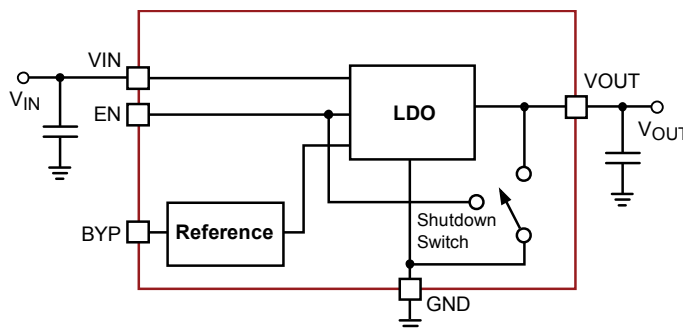 VIN
VOUT
VIN
EN
LDO
VOUT
BYP
Reference
Shutdown
Switch
GND